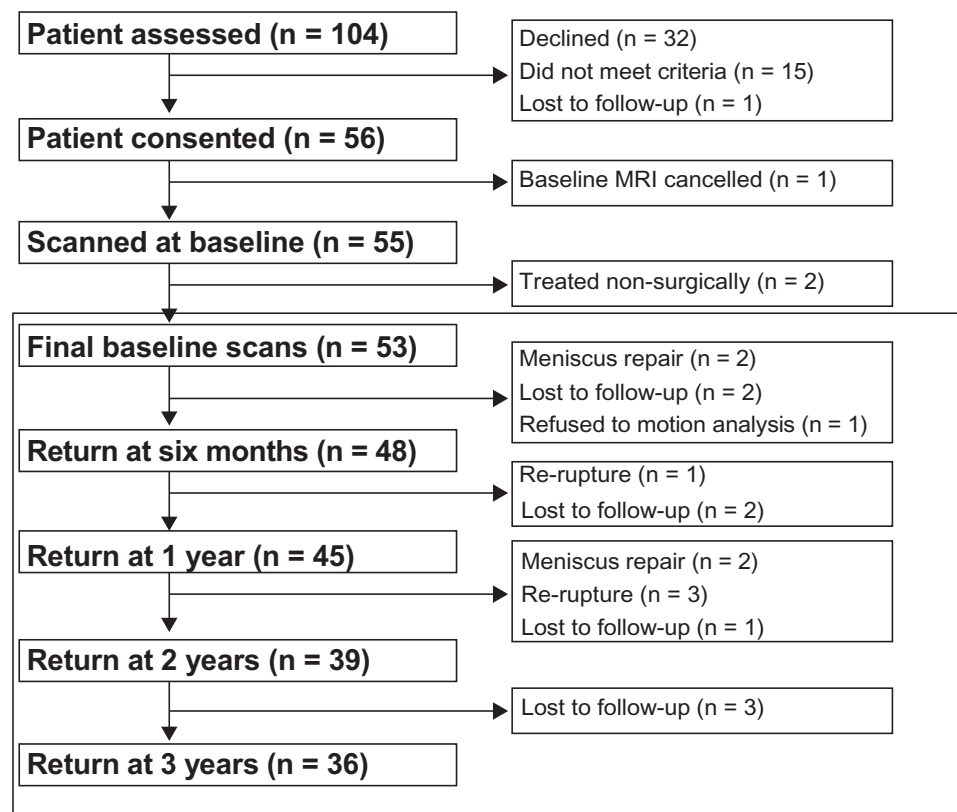 Patient assessed (n = 104)
Declined (n = 32)
Did not meet criteria (n = 15)
Lost to follow-up (n = 1)
Patient consented (n = 56)
Baseline MRI cancelled (n = 1)
Scanned at baseline (n = 55)
Treated non-surgically (n = 2)
Final baseline scans (n = 53)
Meniscus repair (n = 2)
Lost to follow-up (n = 2)
Refused to motion analysis (n = 1)
Return at six months (n = 48)
Re-rupture (n = 1)
Lost to follow-up (n = 2)
Return at 1 year (n = 45)
Meniscus repair (n = 2)
Re-rupture (n = 3)
Lost to follow-up (n = 1)
Return at 2 years (n = 39)
Lost to follow-up (n = 3)
Return at 3 years (n = 36)